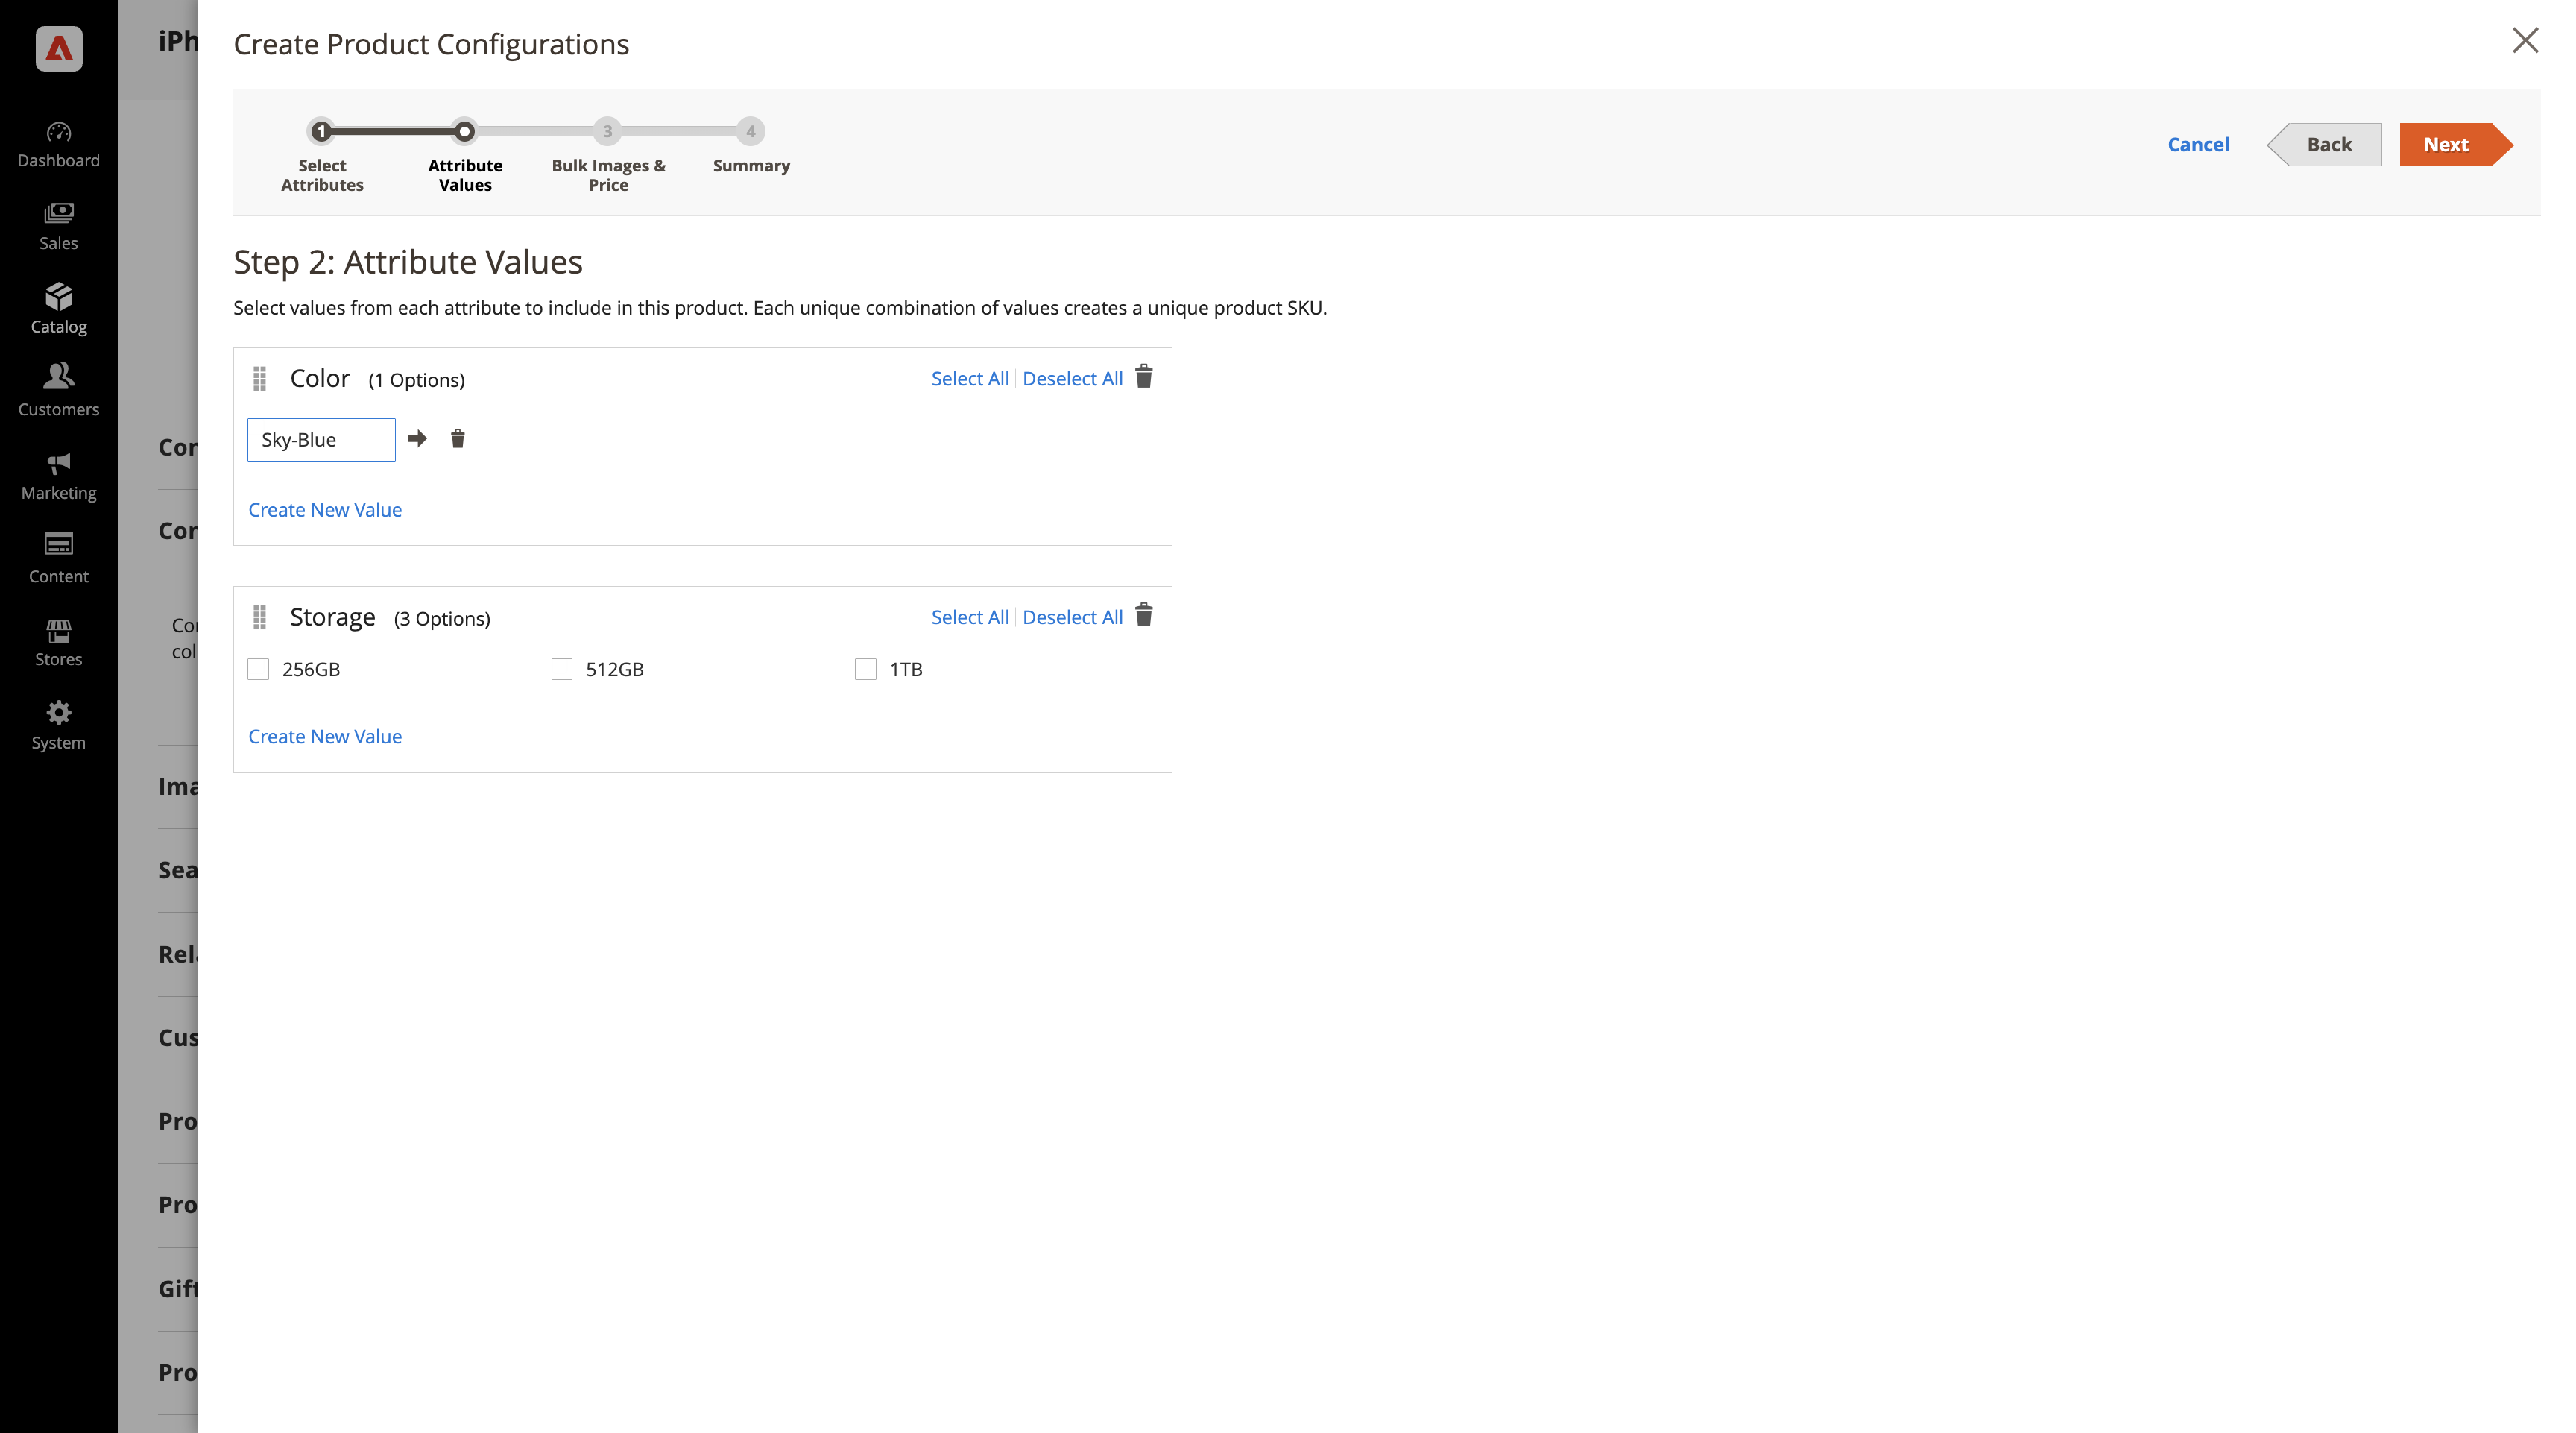 iPh
Create Product Configurations
1
3
4
Select
Attributes
Attribute
Values
Bulk Images &
Price
Summary
Cancel
Back
Next
Dashboard
Sales
Catalog
Customers
Marketing
Content
Stores
System
Step 2: Attribute Values
Select values from each attribute to include in this product. Each unique combination of values creates a unique product SKU.
Color (1 Options)
Select All
Deselect All
Sky-Blue
Create New Value
Storage (3 Options)
Select All
Deselect All
256GB
512GB
1TB
Create New Value
Con
Con
Co
col
Ima
Sea
Rela
Cus
Pro
Pro
Gift
Pro